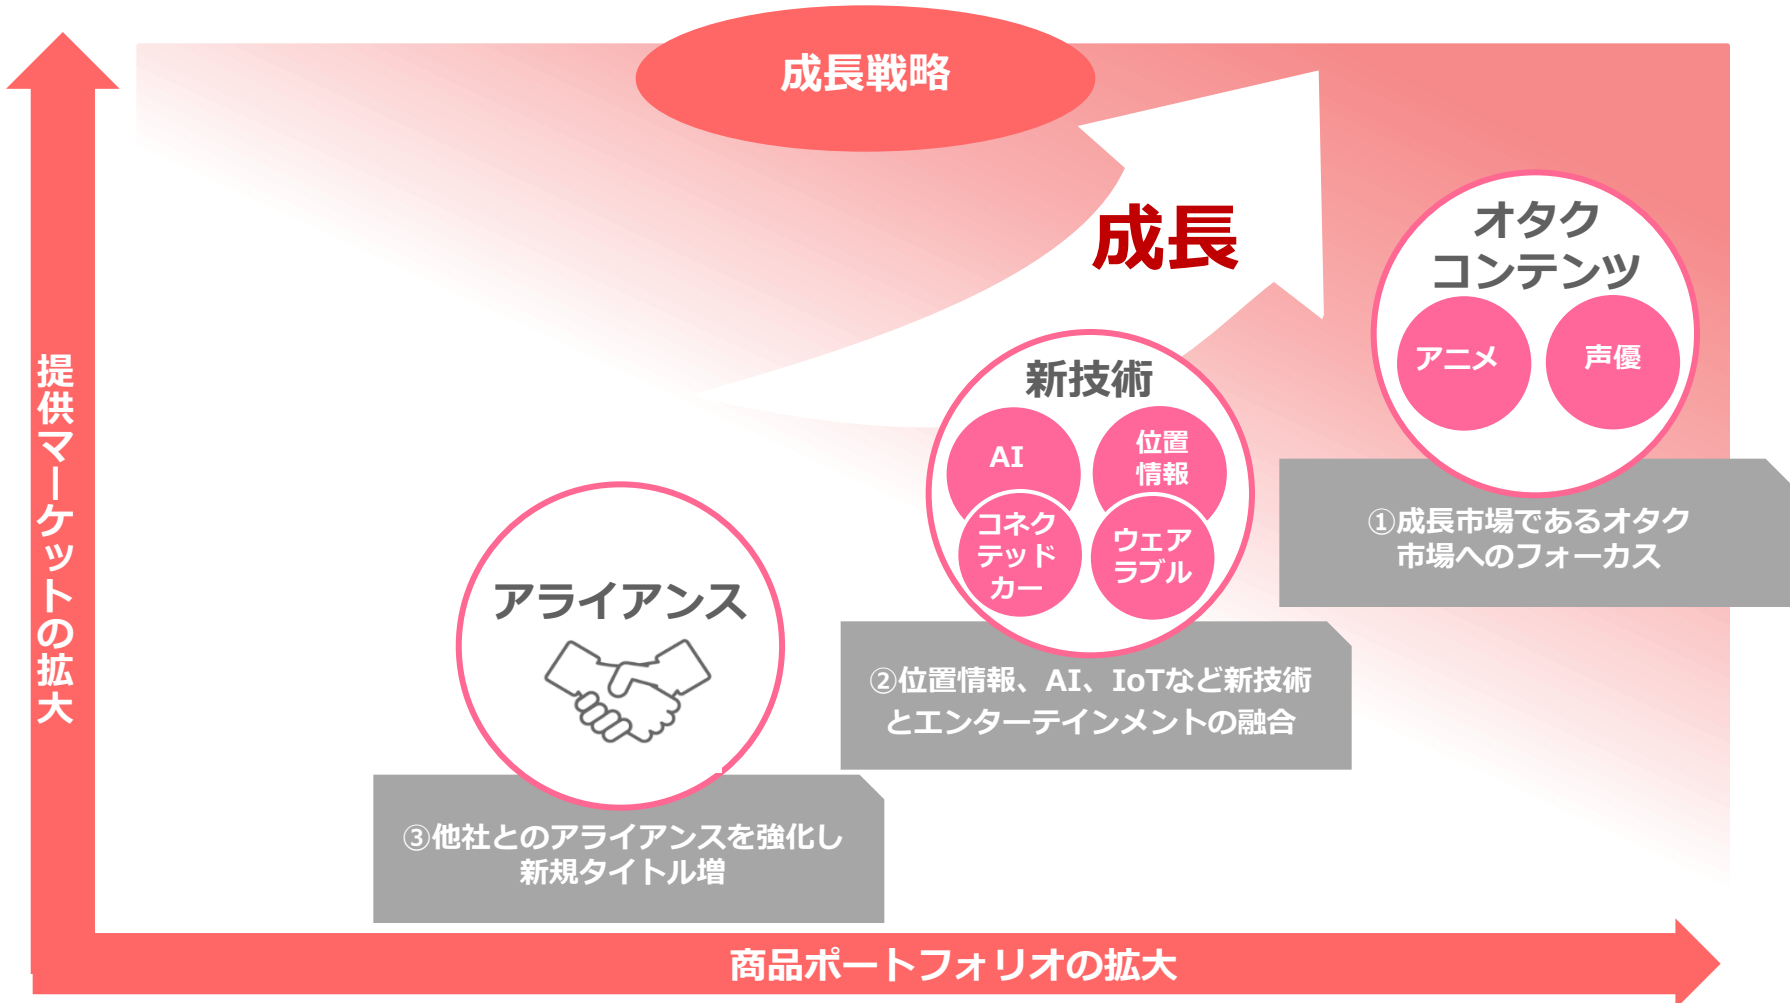 成長戦略
成長
オタク
コンテンツ
アニメ
声優
①成長市場であるオタク
市場へのフォーカス
新技術
AI
位置
情報
コネク
テッド
カー
ウェア
ラブル
②位置情報、AI、IoTなど新技術
とエンターテインメントの融合
アライアンス
③他社とのアライアンスを強化し
新規タイトル増
提供マーケットの拡大
商品ポートフォリオの拡大